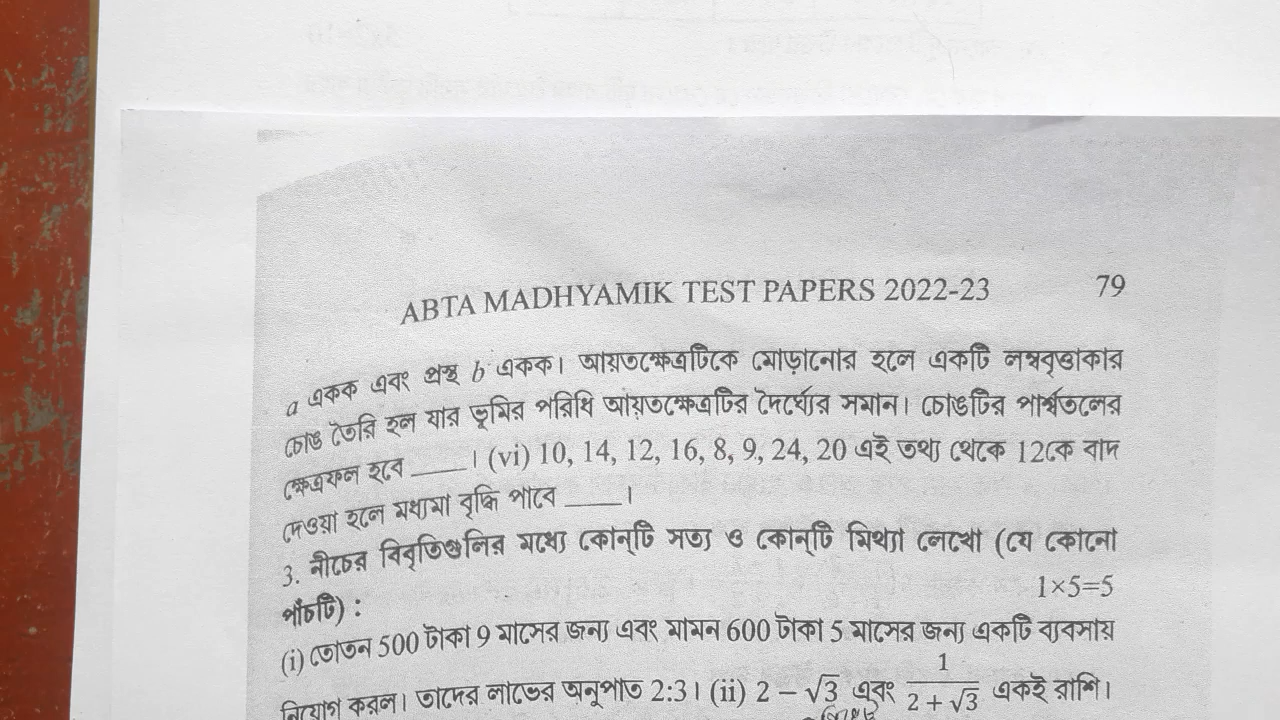 ABTA MADHYAMIK TEST PAPERS 2022-23 79
a একক এবং প্রস্থ b একক। আয়তক্ষেত্রটিকে মোড়ানোর হলে একটি লম্ববৃত্তাকার
চোঙ তৈরি হল যার ভূমির পরিধি আয়তক্ষেত্রটির দৈর্ঘ্যের সমান। চোঙটির পার্শ্বতলের
ক্ষেত্রফল হবে _____। (vi) 10, 14, 12, 16, 8, 9, 24, 20 এই তথ্য থেকে 12কে বাদ
দেওয়া হলে মধ্যমা বৃদ্ধি পাবে _____।
3. নীচের বিবৃতিগুলির মধ্যে কোন্‌টি সত্য ও কোন্‌টি মিথ্যা লেখো (যে কোনো
পাঁচটি) : 1×5=5
(i) তোতন 500 টাকা 9 মাসের জন্য এবং মামন 600 টাকা 5 মাসের জন্য একটি ব্যবসায়
নিয়োগ করল। তাদের লাভের অনুপাত 2:3। (ii) 2 – √3 এবং 1/(2 + √3) একই রাশি।